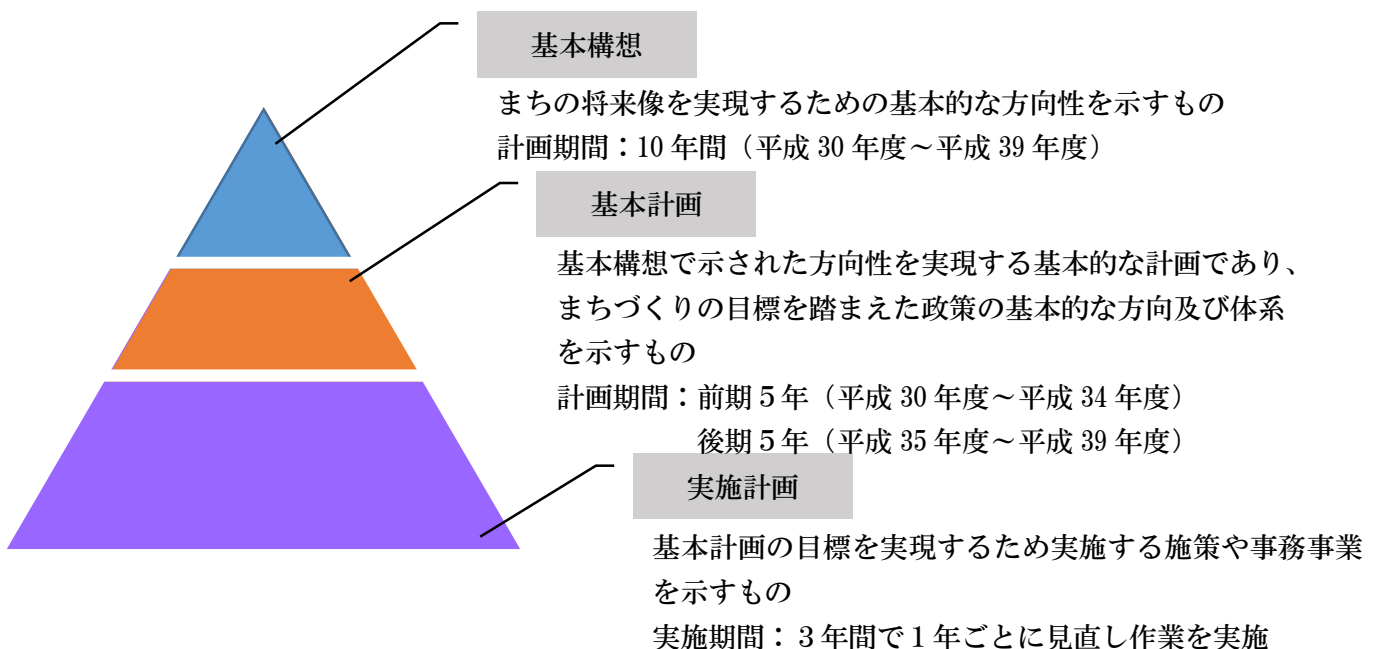 基本構想
まちの将来像を実現するための基本的な方向性を示すもの
計画期間：10 年間（平成 30 年度～平成 39 年度）
基本計画
基本構想で示された方向性を実現する基本的な計画であり、
まちづくりの目標を踏まえた政策の基本的な方向及び体系
を示すもの
計画期間：前期５年（平成 30 年度～平成 34 年度）
後期５年（平成 35 年度～平成 39 年度）
実施計画
基本計画の目標を実現するため実施する施策や事務事業
を示すもの
実施期間：３年間で１年ごとに見直し作業を実施